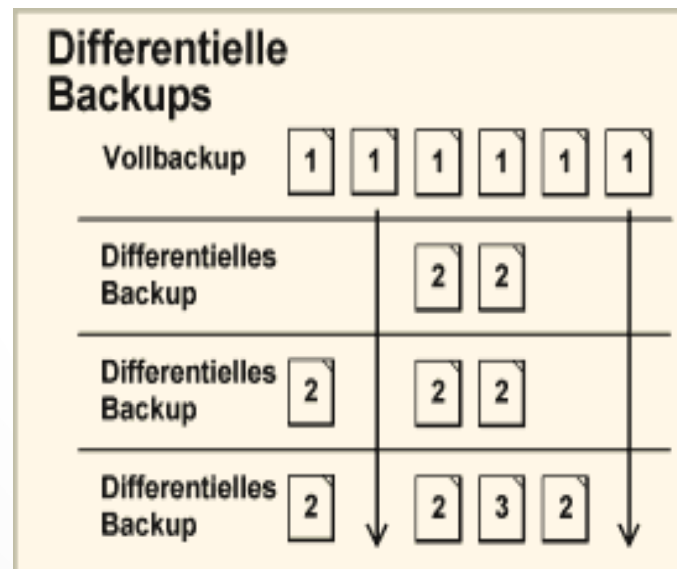 Differentielle
Backups
Vollbackup 1 1 1 1 1 1
Differentielles
Backup 2 2
Differentielles
Backup 2 2 2
Differentielles
Backup 2 2 3 2